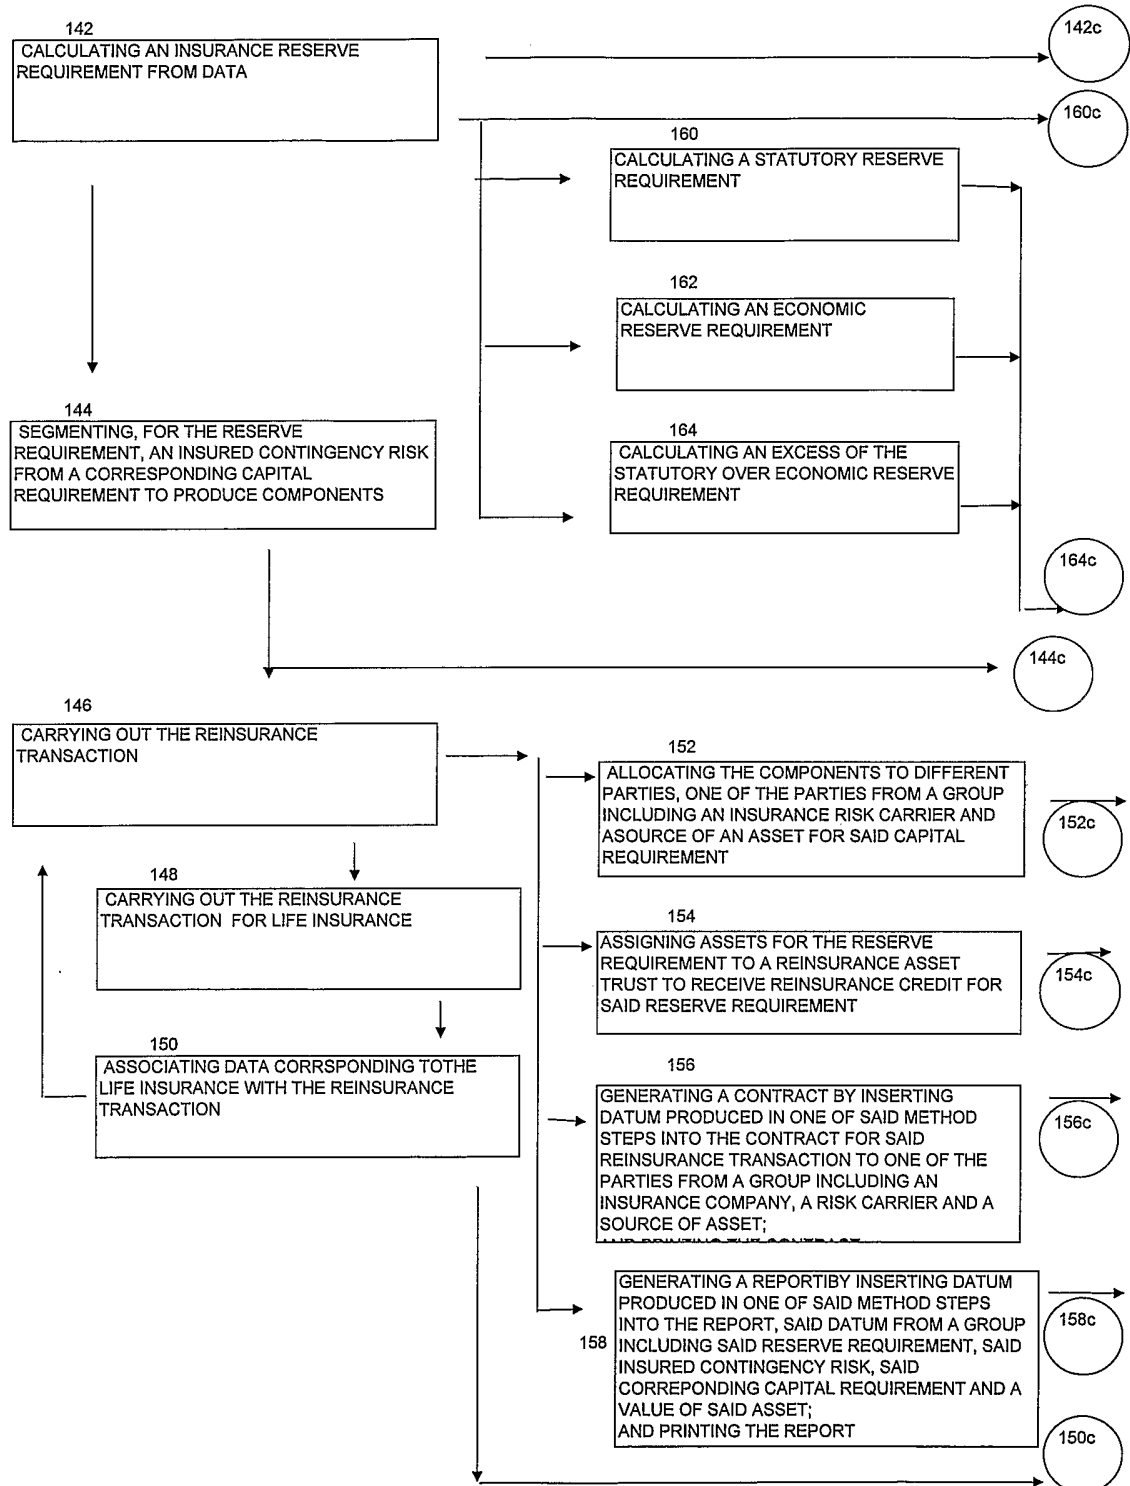 142
CALCULATING AN INSURANCE RESERVE
REQUIREMENT FROM DATA
142c
160c
160
CALCULATING A STATUTORY RESERVE
REQUIREMENT
162
CALCULATING AN ECONOMIC
RESERVE REQUIREMENT
144
SEGMENTING, FOR THE RESERVE
REQUIREMENT, AN INSURED CONTINGENCY RISK
FROM A CORRESPONDING CAPITAL
REQUIREMENT TO PRODUCE COMPONENTS
164
CALCULATING AN EXCESS OF THE
STATUTORY OVER ECONOMIC RESERVE
REQUIREMENT
164c
144c
146
CARRYING OUT THE REINSURANCE
TRANSACTION
152
ALLOCATING THE COMPONENTS TO DIFFERENT
PARTIES, ONE OF THE PARTIES FROM A GROUP
INCLUDING AN INSURANCE RISK CARRIER AND
ASOURCE OF AN ASSET FOR SAID CAPITAL
REQUIREMENT
152c
148
CARRYING OUT THE REINSURANCE
TRANSACTION FOR LIFE INSURANCE
154
ASSIGNING ASSETS FOR THE RESERVE
REQUIREMENT TO A REINSURANCE ASSET
TRUST TO RECEIVE REINSURANCE CREDIT FOR
SAID RESERVE REQUIREMENT
154c
150
ASSOCIATING DATA CORRSPONDING TOTHE
LIFE INSURANCE WITH THE REINSURANCE
TRANSACTION
156
GENERATING A CONTRACT BY INSERTING
DATUM PRODUCED IN ONE OF SAID METHOD
STEPS INTO THE CONTRACT FOR SAID
REINSURANCE TRANSACTION TO ONE OF THE
PARTIES FROM A GROUP INCLUDING AN
INSURANCE COMPANY, A RISK CARRIER AND A
SOURCE OF ASSET;
AND PRINTING THE CONTRACT
156c
158
GENERATING A REPORTIBY INSERTING DATUM
PRODUCED IN ONE OF SAID METHOD STEPS
INTO THE REPORT, SAID DATUM FROM A GROUP
INCLUDING SAID RESERVE REQUIREMENT, SAID
INSURED CONTINGENCY RISK, SAID
CORREPONDING CAPITAL REQUIREMENT AND A
VALUE OF SAID ASSET;
AND PRINTING THE REPORT
158c
150c